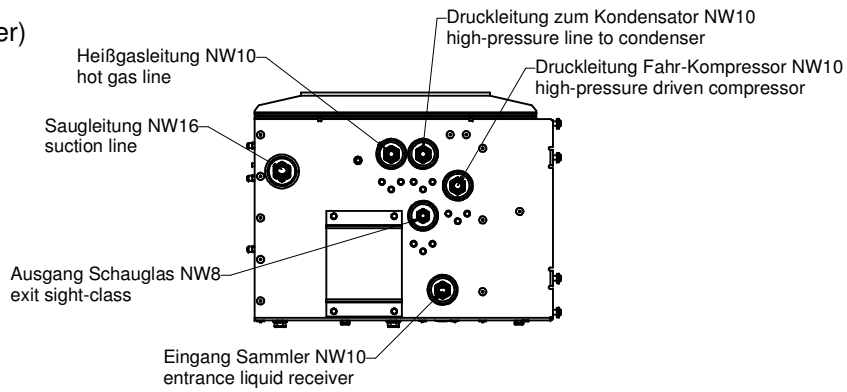 er)
Druckleitung zum Kondensator NW10
high-pressure line to condenser
Heißgasleitung NW10
hot gas line
Druckleitung Fahr-Kompressor NW10
high-pressure driven compressor
Saugleitung NW16
suction line
Ausgang Schauglas NW8
exit sight-class
Eingang Sammler NW10
entrance liquid receiver